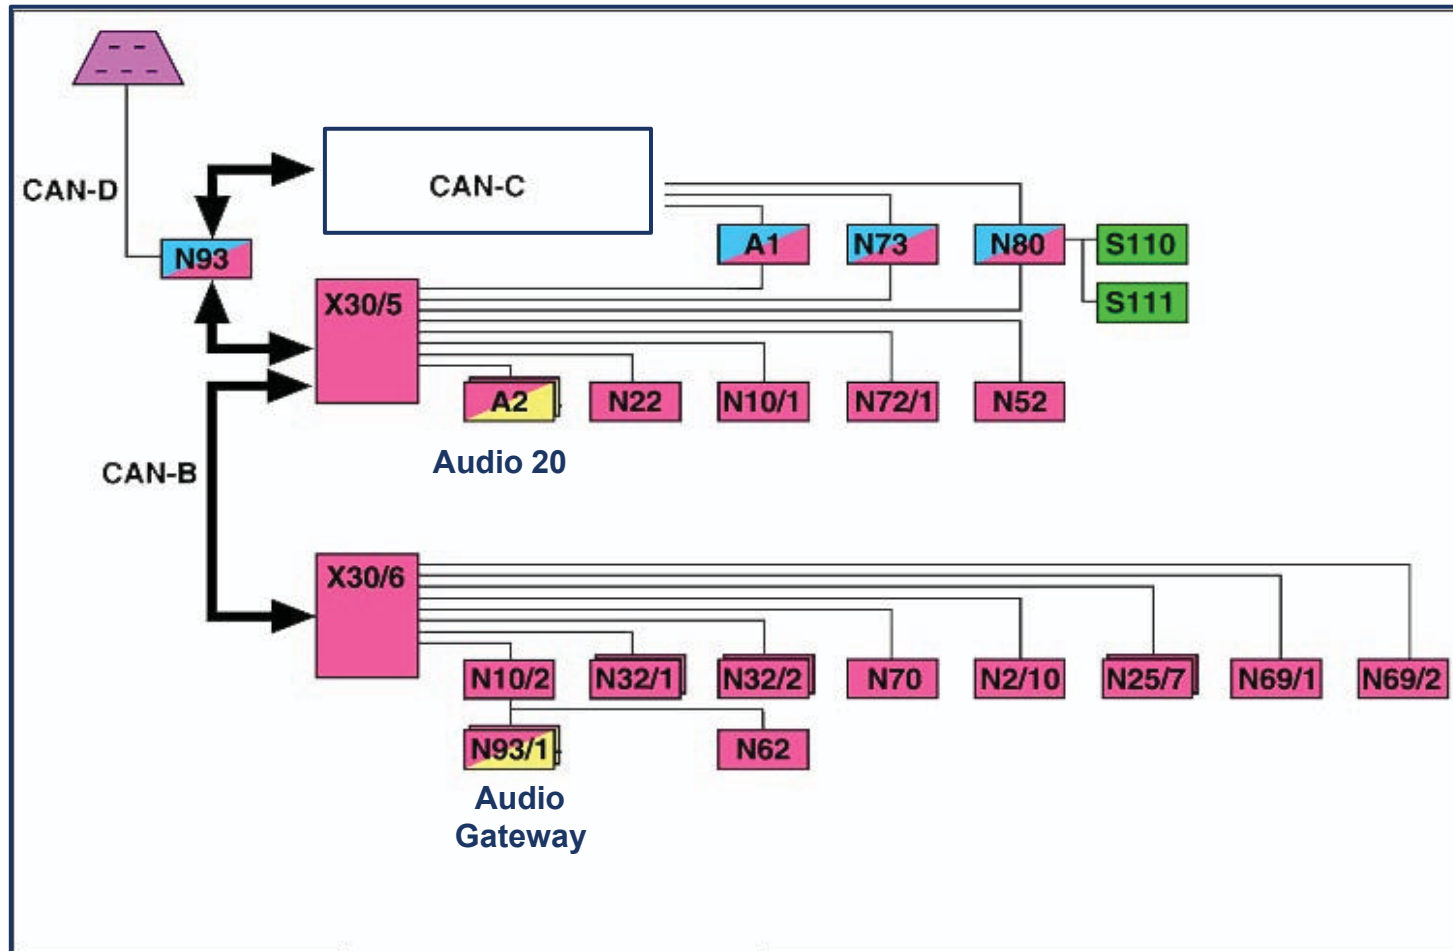 CAN-D
CAN-C
N93
A1
N73
N80
S110
S111
X30/5
A2
N22
N10/1
N72/1
N52
Audio 20
CAN-B
X30/6
N10/2
N32/1
N32/2
N70
N2/10
N25/7
N69/1
N69/2
N93/1
N62
Audio
Gateway